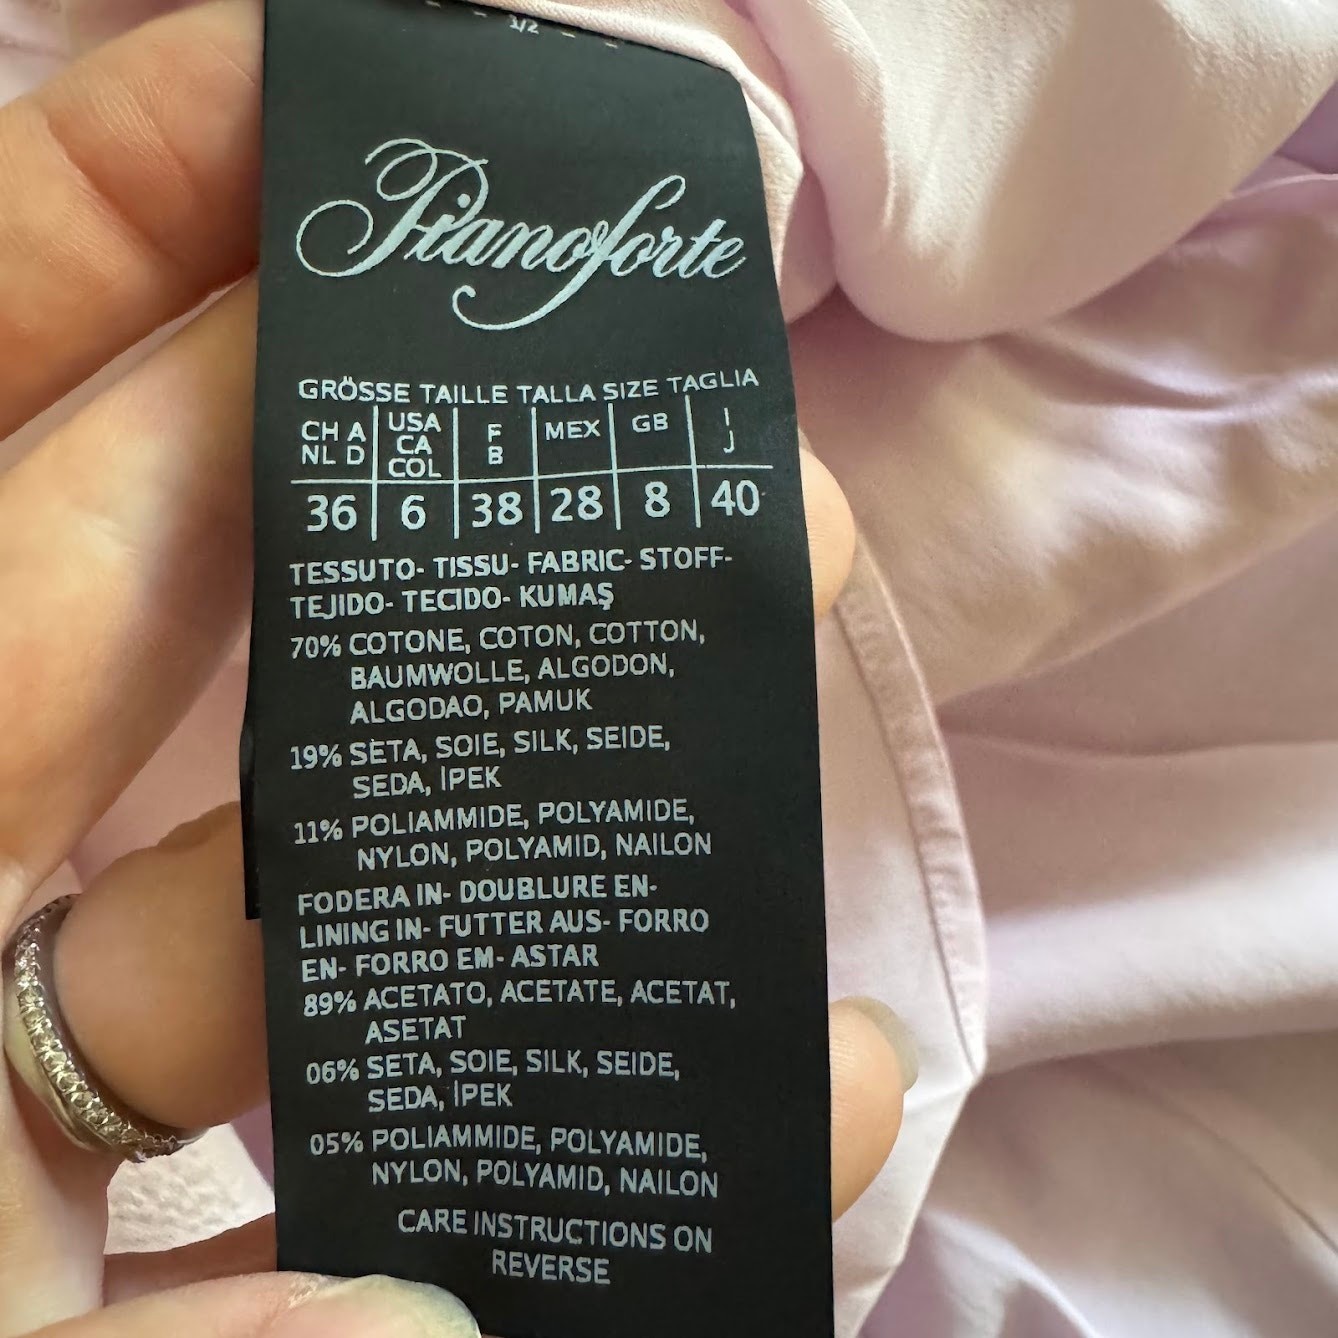 1/2
Pianoforte
GRÖSSE TAILLE TALLA SIZE TAGLIA
CH A USA F MEX GB I
NL D CA B J
COL
36 6 38 28 8 40
TESSUTO- TISSU- FABRIC- STOFF-
TEJIDO- TECIDO- KUMAŞ
70% COTONE, COTON, COTTON,
BAUMWOLLE, ALGODON,
ALGODAO, PAMUK
19% SETA, SOIE, SILK, SEIDE,
SEDA, İPEK
11% POLIAMMIDE, POLYAMIDE,
NYLON, POLYAMID, NAILON
FODERA IN- DOUBLURE EN-
LINING IN- FUTTER AUS- FORRO
EN- FORRO EM- ASTAR
89% ACETATO, ACETATE, ACETAT,
ASETAT
06% SETA, SOIE, SILK, SEIDE,
SEDA, İPEK
05% POLIAMMIDE, POLYAMIDE,
NYLON, POLYAMID, NAILON
CARE INSTRUCTIONS ON
REVERSE